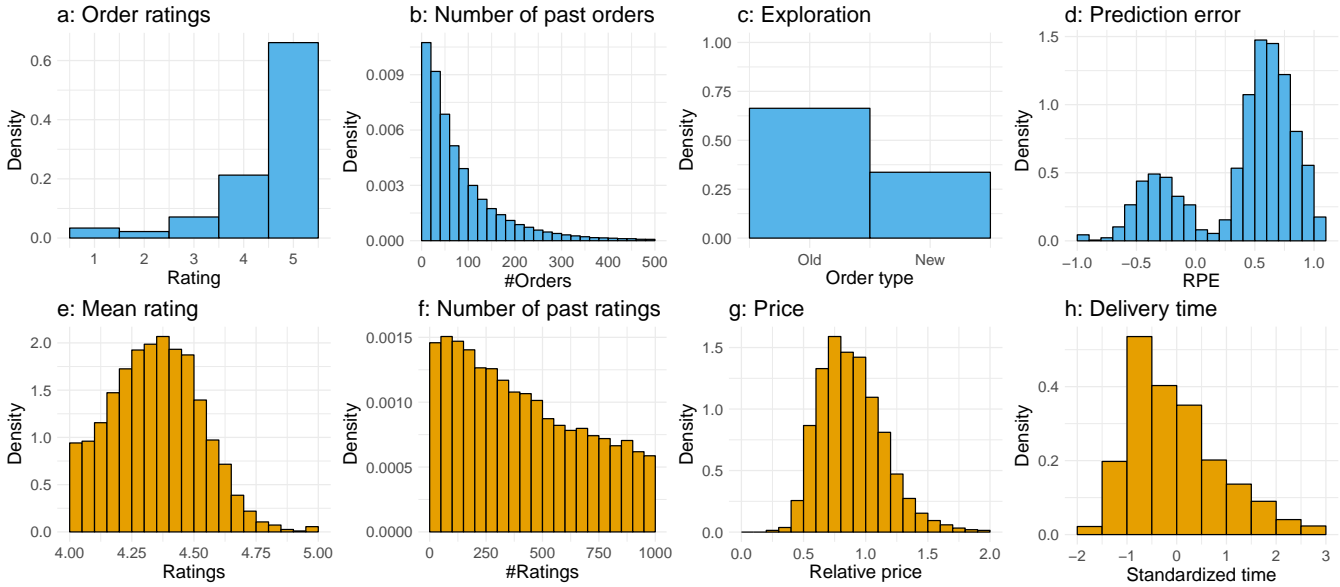 a: Order ratings
Density
0.6
0.4
0.2
0.0
1 2 3 4 5
Rating
b: Number of past orders
Density
0.009
0.006
0.003
0.000
0 100 200 300 400 500
#Orders
c: Exploration
Density
1.00
0.75
0.50
0.25
0.00
Old New
Order type
d: Prediction error
Density
1.5
1.0
0.5
0.0
−1.0 −0.5 0.0 0.5 1.0
RPE
e: Mean rating
Density
2.0
1.5
1.0
0.5
0.0
4.00 4.25 4.50 4.75 5.00
Ratings
f: Number of past ratings
Density
0.0015
0.0010
0.0005
0.0000
0 250 500 750 1000
#Ratings
g: Price
Density
1.5
1.0
0.5
0.0
0.0 0.5 1.0 1.5 2.0
Relative price
h: Delivery time
Density
0.4
0.2
0.0
−2 −1 0 1 2 3
Standardized time